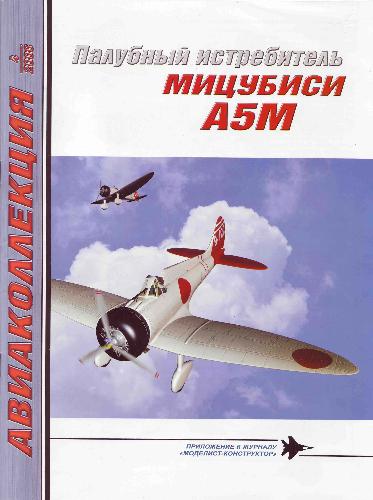 Палубный истребитель
МИЦУБИСИ
А5М
АВИАКОЛЛЕКЦИЯ
ПРИЛОЖЕНИЕ К ЖУРНАЛУ
«МОДЕЛИСТ-КОНСТРУКТОР»